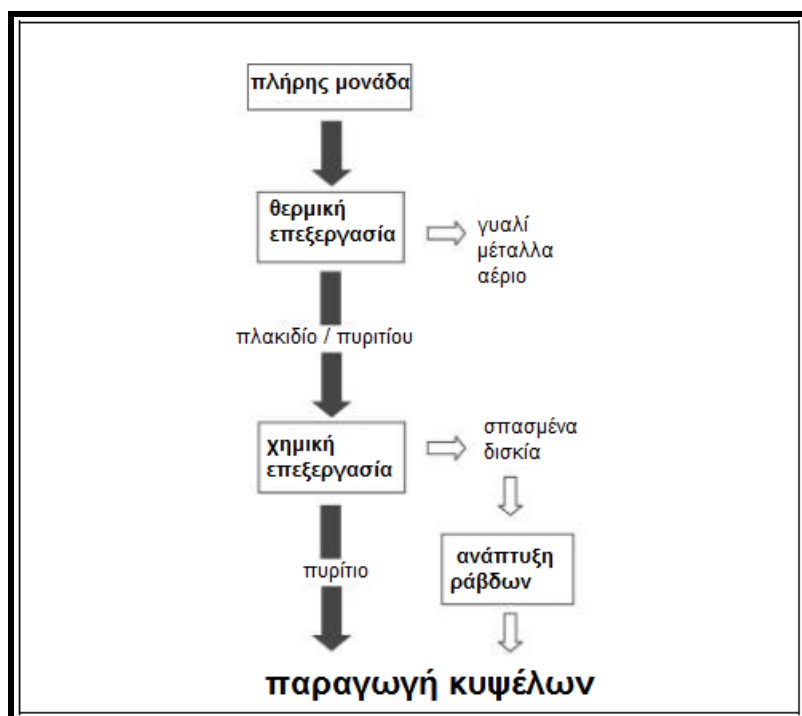 πλήρης μονάδα
θερμική
επεξεργασία
γυαλί
μέταλλα
αέριο
πλακιδίο / πυριτίου
χημική
επεξεργασία
σπασμένα
δισκία
πυρίτιο
ανάπτυξη
ράβδων
παραγωγή κυψέλων